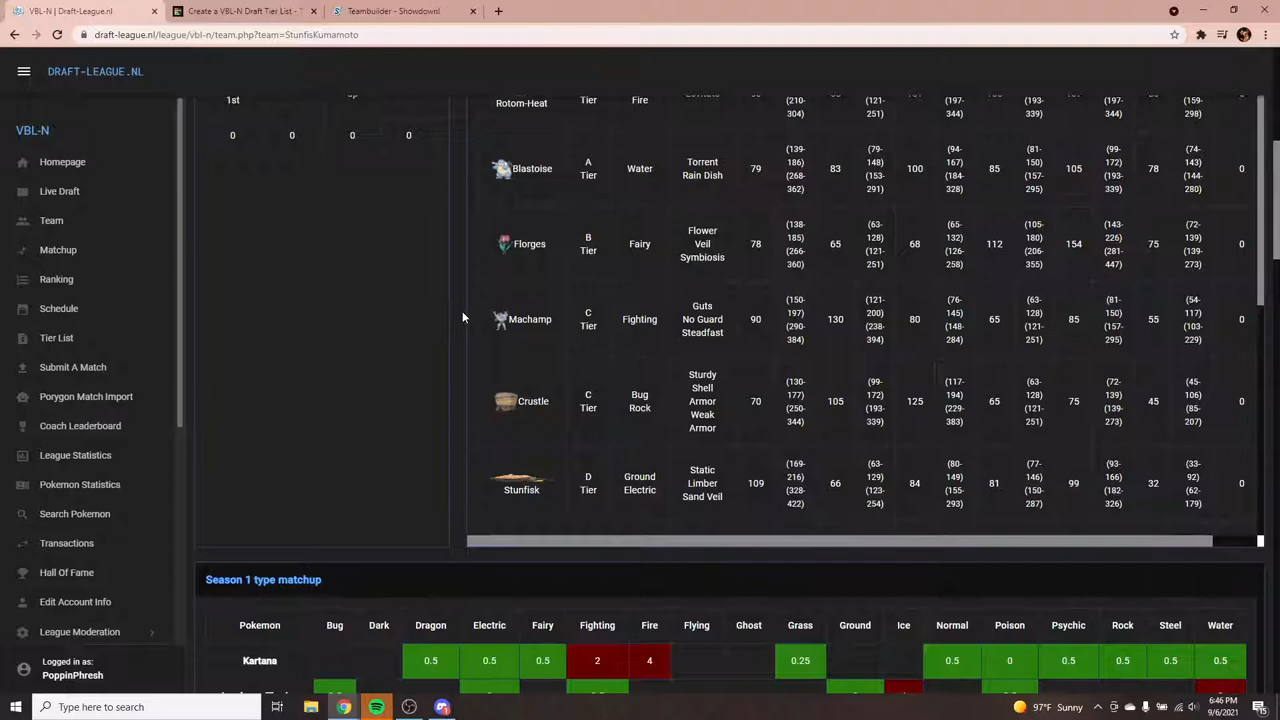 VBL-N | Draft-League.nl
Create a VBL-N Draft Tier List - T
Teambuilder - Showdown!
draft-league.nl/league/vbl-n/team.php?team=StunfisKumamoto
DRAFT-LEAGUE.NL
VBL-N
Homepage
Live Draft
Team
Matchup
Ranking
Schedule
Tier List
Submit A Match
Porygon Match Import
Coach Leaderboard
League Statistics
Pokemon Statistics
Search Pokemon
Transactions
Hall Of Fame
Edit Account Info
League Moderation
Logged in as:
PoppinPhresh
1st
0 0 0 0
Rotom-Heat Tier Fire (210-304) (121-251) (197-344) (193-339) (197-344) (159-298)
Blastoise A Tier Water Torrent Rain Dish 79 (139-186) (268-362) 83 (79-148) (153-291) 100 (94-167) (184-328) 85 (81-150) (157-295) 105 (99-172) (193-339) 78 (74-143) (144-280) 0
Florges B Tier Fairy Flower Veil Symbiosis 78 (138-185) (266-360) 65 (63-128) (121-251) 68 (65-132) (126-258) 112 (105-180) (206-355) 154 (143-226) (281-447) 75 (72-139) (139-273) 0
Machamp C Tier Fighting Guts No Guard Steadfast 90 (150-197) (290-384) 130 (121-200) (238-394) 80 (76-145) (148-284) 65 (63-128) (121-251) 85 (81-150) (157-295) 55 (54-117) (103-229) 0
Crustle C Tier Bug Rock Sturdy Shell Armor Weak Armor 70 (130-177) (250-344) 105 (99-172) (193-339) 125 (117-194) (229-383) 65 (63-128) (121-251) 75 (72-139) (139-273) 45 (45-106) (85-207) 0
Stunfisk D Tier Ground Electric Static Limber Sand Veil 109 (169-216) (328-422) 66 (63-129) (123-254) 84 (80-149) (155-293) 81 (77-146) (150-287) 99 (93-166) (182-326) 32 (33-92) (62-179) 0
Season 1 type matchup
Pokemon Bug Dark Dragon Electric Fairy Fighting Fire Flying Ghost Grass Ground Ice Normal Poison Psychic Rock Steel Water
Kartana 0.5 0.5 0.5 2 4 0.25 0.5 0 0.5 0.5 0.5 0.5
Type here to search
97°F Sunny
6:46 PM
9/6/2021
15